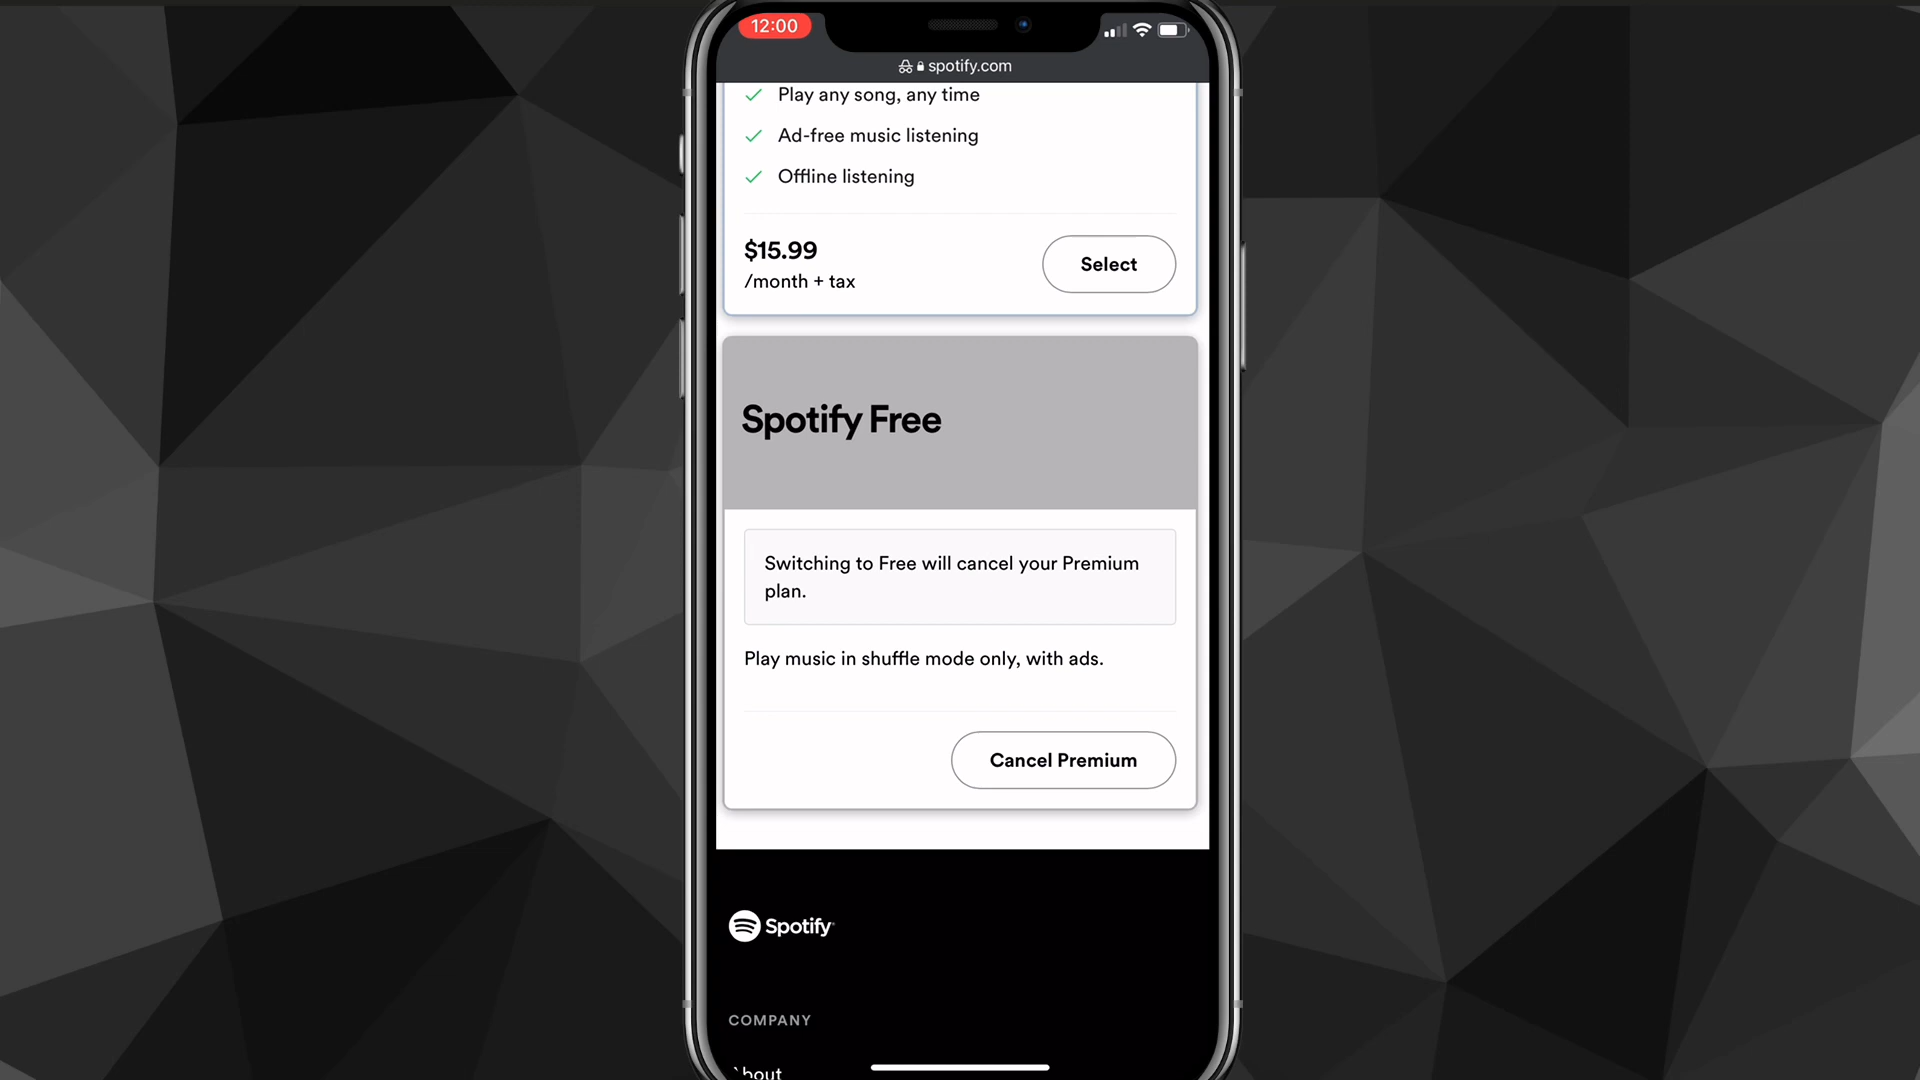 12:00
spotify.com
Play any song, any time
Ad-free music listening
Offline listening
$15.99
/month + tax
Select
Spotify Free
Switching to Free will cancel your Premium
plan.
Play music in shuffle mode only, with ads.
Cancel Premium
Spotify
COMPANY
About